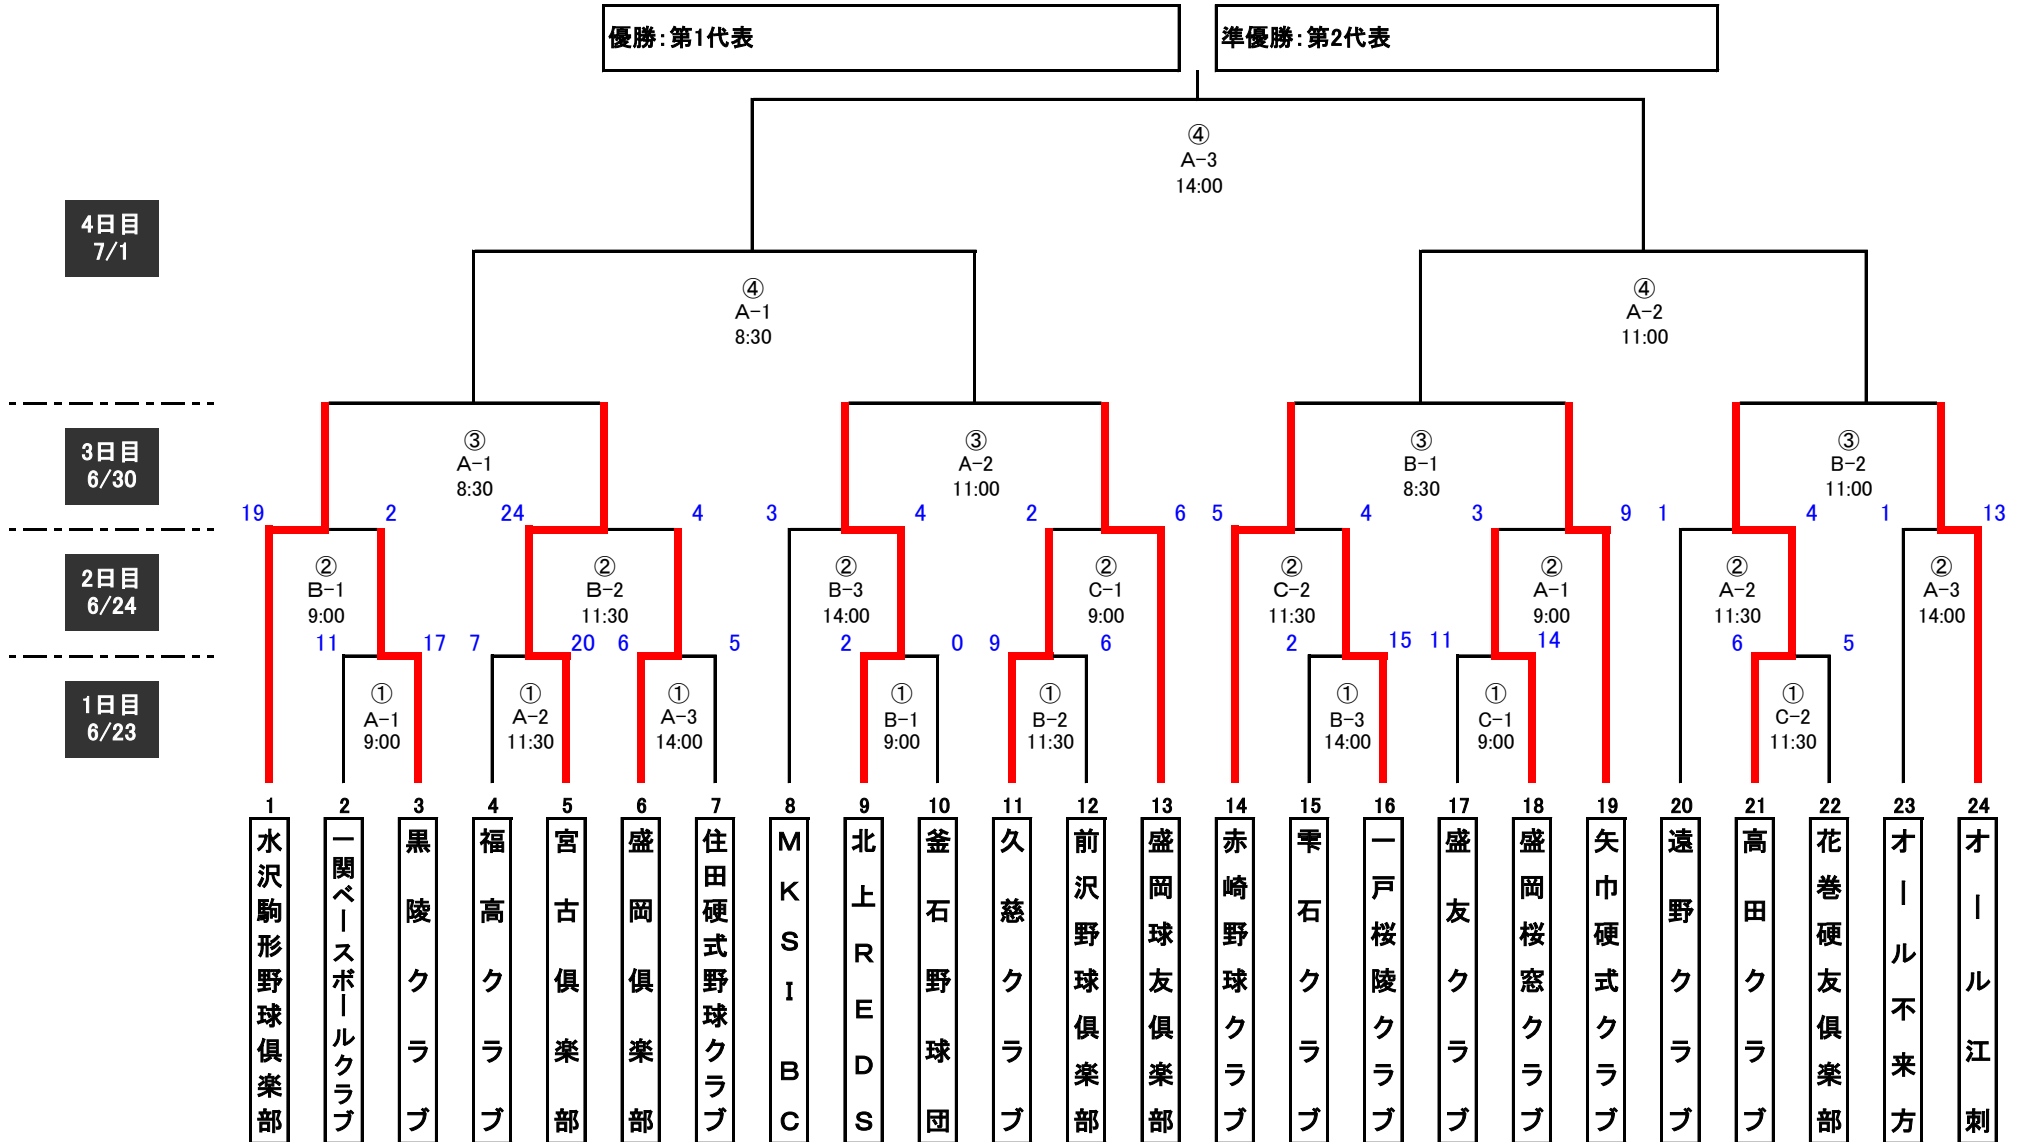 優勝：第1代表
準優勝：第2代表
④
A-3
14:00
4日目
7/1
④
A-1
8:30
④
A-2
11:00
3日目
6/30
③
A-1
8:30
③
A-2
11:00
③
B-1
8:30
③
B-2
11:00
19 2 24 4 3 4 2 6 5 4 3 9 1 4 1 13
2日目
6/24
②
B-1
9:00
②
B-2
11:30
②
B-3
14:00
②
C-1
9:00
②
C-2
11:30
②
A-1
9:00
②
A-2
11:30
②
A-3
14:00
11 17 7 20 6 5 2 0 9 6 2 15 11 14 6 5
1日目
6/23
①
A-1
9:00
①
A-2
11:30
①
A-3
14:00
①
B-1
9:00
①
B-2
11:30
①
B-3
14:00
①
C-1
9:00
①
C-2
11:30
1
水沢駒形野球倶楽部
2
一関ベースボールクラブ
3
黒陵クラブ
4
福高クラブ
5
宮古倶楽部
6
盛岡倶楽部
7
住田硬式野球クラブ
8
MKSI BC
9
北上REDS
10
釜石野球団
11
久慈クラブ
12
前沢野球倶楽部
13
盛岡球友倶楽部
14
赤崎野球クラブ
15
雫石クラブ
16
一戸桜陵クラブ
17
盛友クラブ
18
盛岡桜窓クラブ
19
矢巾硬式クラブ
20
遠野クラブ
21
高田クラブ
22
花巻硬友倶楽部
23
オール不来方
24
オール江刺